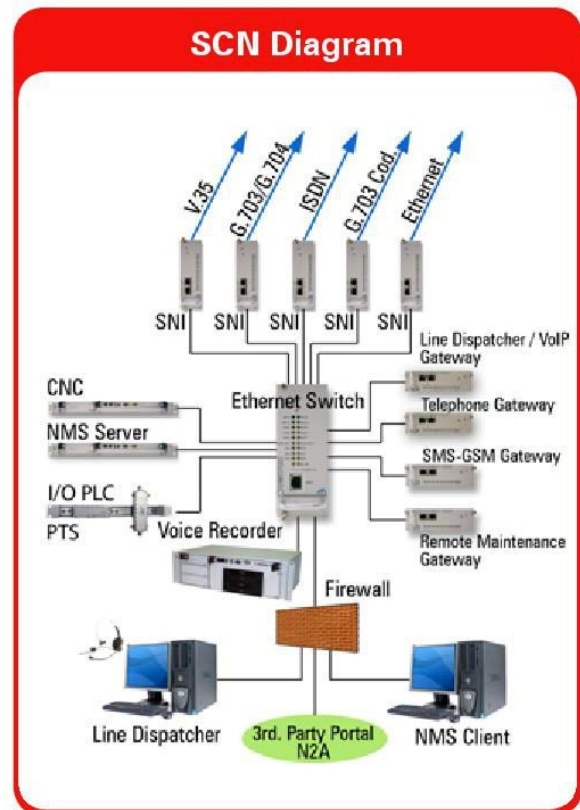 SCN Diagram
V.35
G.703/G.704
ISDN
G.703 Cod.
Ethernet
SNI
SNI
SNI
SNI
SNI
Line Dispatcher / VoIP
Gateway
CNC
Ethernet Switch
Telephone Gateway
NMS Server
SMS-GSM Gateway
I/O PLC
PTS
Voice Recorder
Remote Maintenance
Gateway
Firewall
Line Dispatcher
3rd. Party Portal
N2A
NMS Client